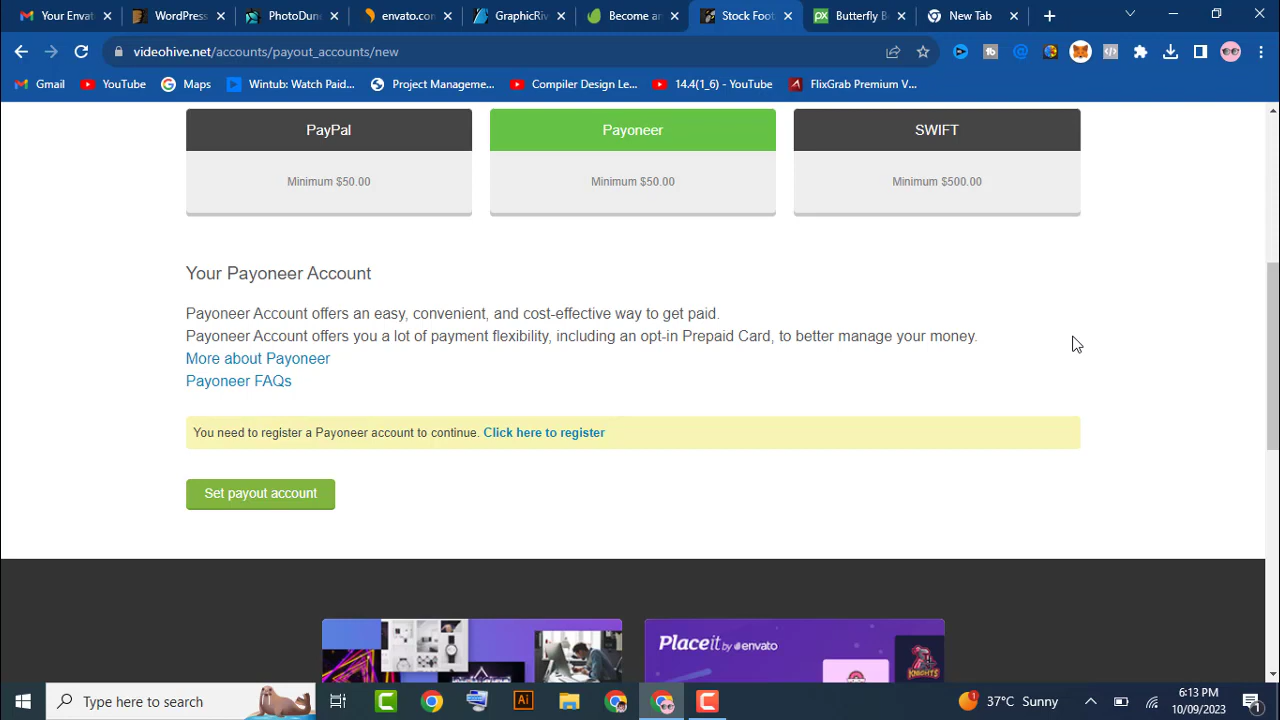 Your Envat
WordPress
PhotoDun
envato.con
GraphicRiv
Become an
Stock Foot
Butterfly B
New Tab
videohive.net/accounts/payout_accounts/new
Gmail
YouTube
Maps
Wintub: Watch Paid...
Project Manageme...
Compiler Design Le...
14.4(1_6) - YouTube
FlixGrab Premium V...
PayPal
Payoneer
SWIFT
Minimum $50.00
Minimum $50.00
Minimum $500.00
Your Payoneer Account
Payoneer Account offers an easy, convenient, and cost-effective way to get paid.
Payoneer Account offers you a lot of payment flexibility, including an opt-in Prepaid Card, to better manage your money.
More about Payoneer
Payoneer FAQs
You need to register a Payoneer account to continue. Click here to register
Set payout account
Placeit by envato
KNIGHTS
Type here to search
Ai
1
37°C Sunny
6:13 PM
10/09/2023
1